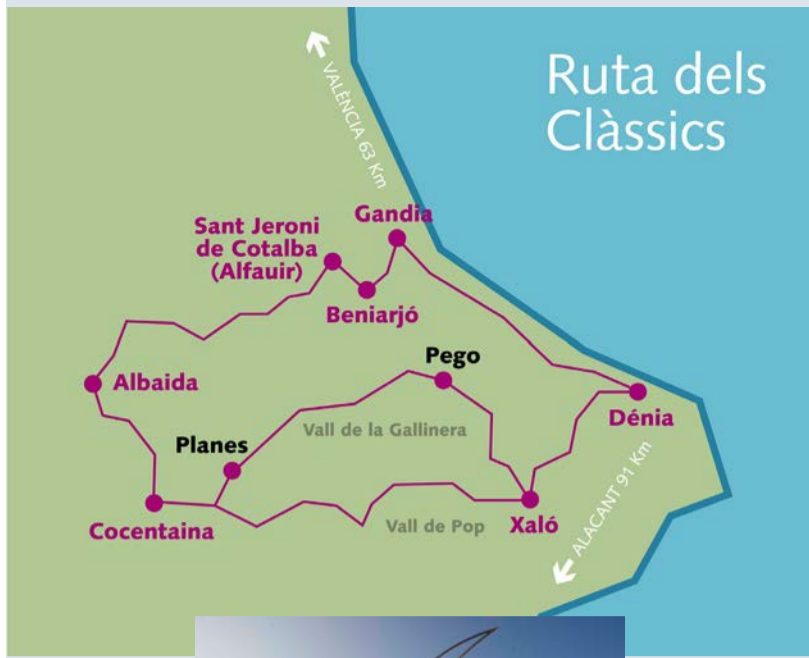 Ruta dels
Clàssics
VALÈNCIA 63 Km
Gandia
Sant Jeroni
de Cotalba
(Alfauir)
Beniarjó
Pego
Albaida
Dénia
Vall de la Gallinera
Planes
ALACANT 91 Km
Xaló
Vall de Pop
Cocentaina